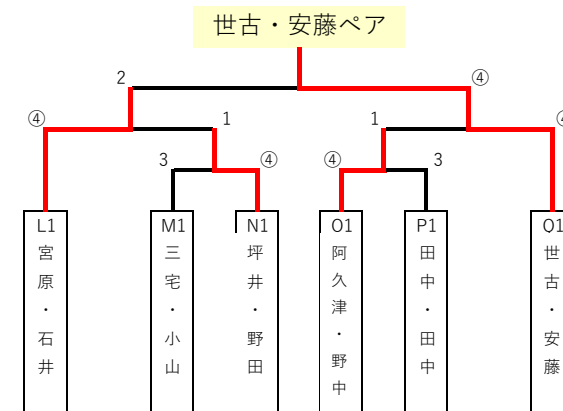 世古・安藤ペア
2
④
④
1
1
④
3
④
④
3
L1
M1
N1
O1
P1
Q1
宮原・石井
三宅・小山
坪井・野田
阿久津・野中
田中・田中
世古・安藤